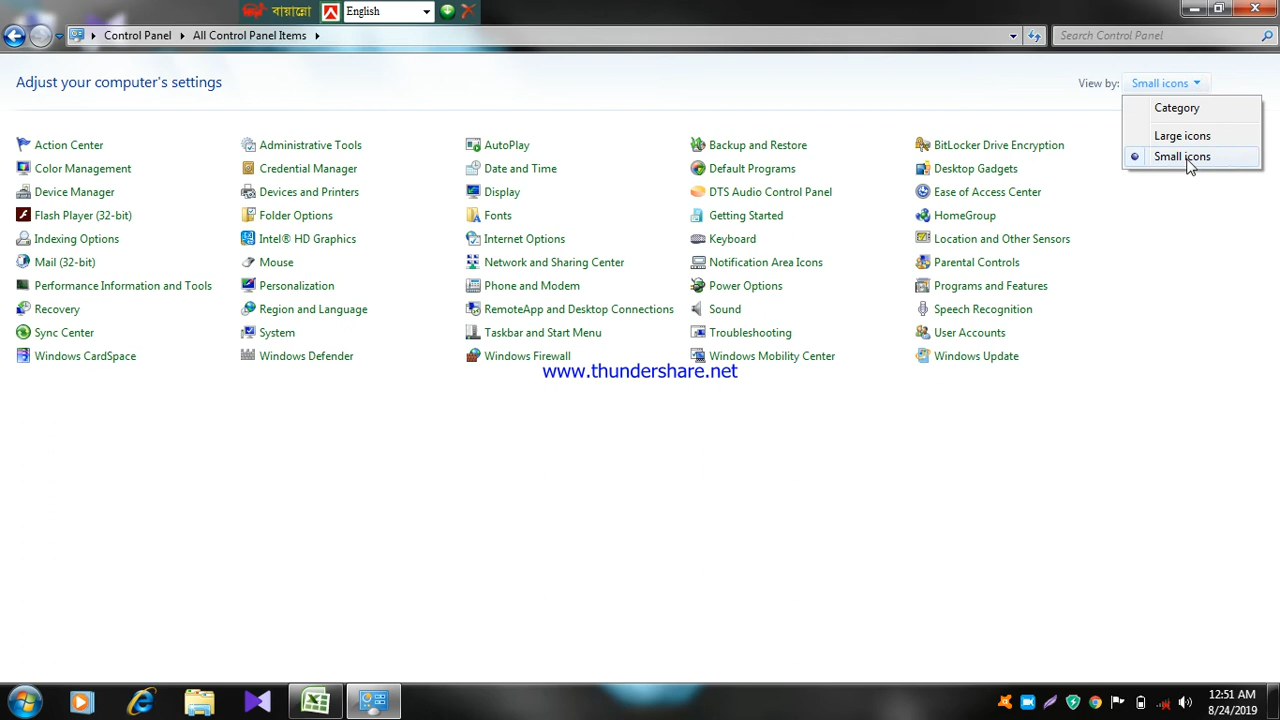 বায়ান্নো English
Control Panel All Control Panel Items Search Control Panel
Adjust your computer's settings View by: Small icons
Category
Large icons
Small icons
Action Center Administrative Tools AutoPlay Backup and Restore BitLocker Drive Encryption
Color Management Credential Manager Date and Time Default Programs Desktop Gadgets
Device Manager Devices and Printers Display DTS Audio Control Panel Ease of Access Center
Flash Player (32-bit) Folder Options Fonts Getting Started HomeGroup
Indexing Options Intel® HD Graphics Internet Options Keyboard Location and Other Sensors
Mail (32-bit) Mouse Network and Sharing Center Notification Area Icons Parental Controls
Performance Information and Tools Personalization Phone and Modem Power Options Programs and Features
Recovery Region and Language RemoteApp and Desktop Connections Sound Speech Recognition
Sync Center System Taskbar and Start Menu Troubleshooting User Accounts
Windows CardSpace Windows Defender Windows Firewall Windows Mobility Center Windows Update
www.thundershare.net
12:51 AM
8/24/2019